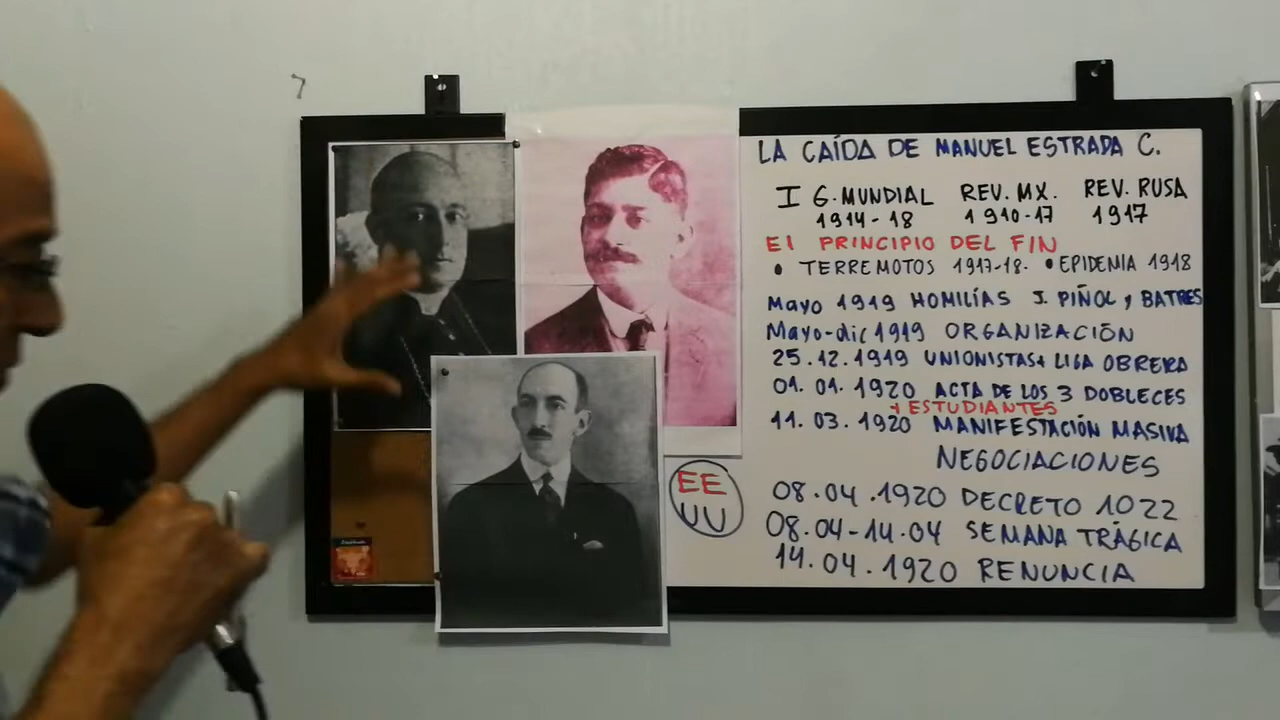 LA CAÍDA DE MANUEL ESTRADA C.
I G. MUNDIAL REV. MX. REV. RUSA
1914-18 1910-17 1917
El PRINCIPIO DEL FIN
• TERREMOTOS 1917-18. • EPIDEMIA 1918
Mayo 1919 HOMILÍAS J. PIÑOL y BATRES
Mayo-dic 1919 ORGANIZACIÓN
25.12.1919 UNIONISTAS+ LIGA OBRERA
01.01.1920 ACTA DE LOS 3 DOBLECES
+ ESTUDIANTES
11.03.1920 MANIFESTACIÓN MASIVA
NEGOCIACIONES
EE
UU
08.04.1920 DECRETO 1022
08.04-14.04 SEMANA TRÁGICA
14.04.1920 RENUNCIA